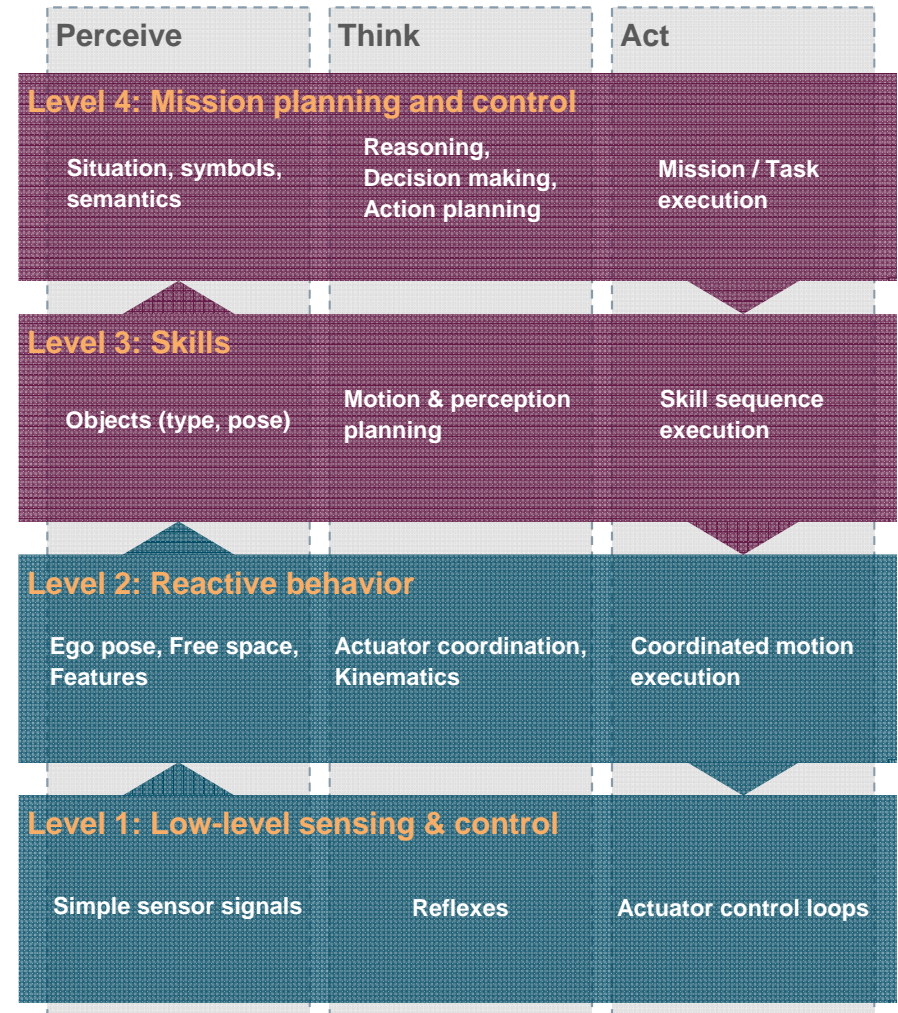 Perceive
Think
Act
Level 4: Mission planning and control
Situation, symbols,
semantics
Reasoning,
Decision making,
Action planning
Mission / Task
execution
Level 3: Skills
Objects (type, pose)
Motion & perception
planning
Skill sequence
execution
Level 2: Reactive behavior
Ego pose, Free space,
Features
Actuator coordination,
Kinematics
Coordinated motion
execution
Level 1: Low-level sensing & control
Simple sensor signals
Reflexes
Actuator control loops